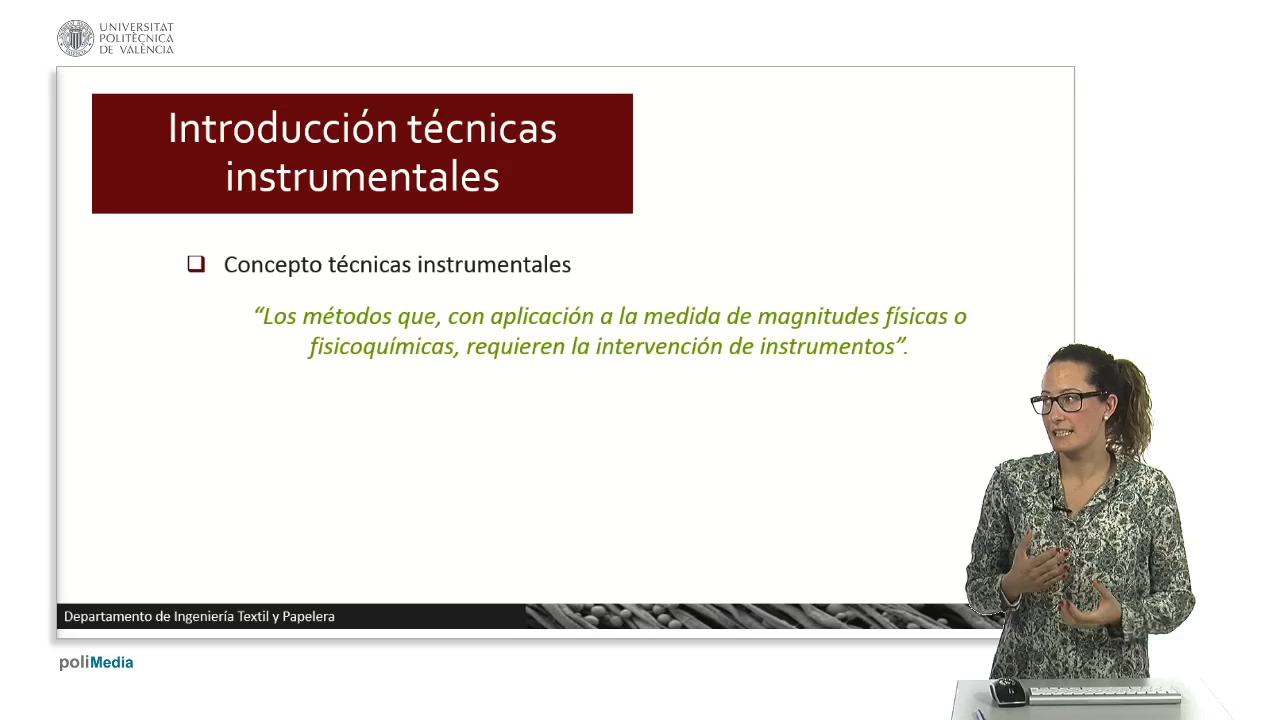 UNIVERSITAT
POLITÈCNICA
DE VALÈNCIA
Introducción técnicas
instrumentales
Concepto técnicas instrumentales
“Los métodos que, con aplicación a la medida de magnitudes físicas o
fisicoquímicas, requieren la intervención de instrumentos”.
Departamento de Ingeniería Textil y Papelera
poliMedia